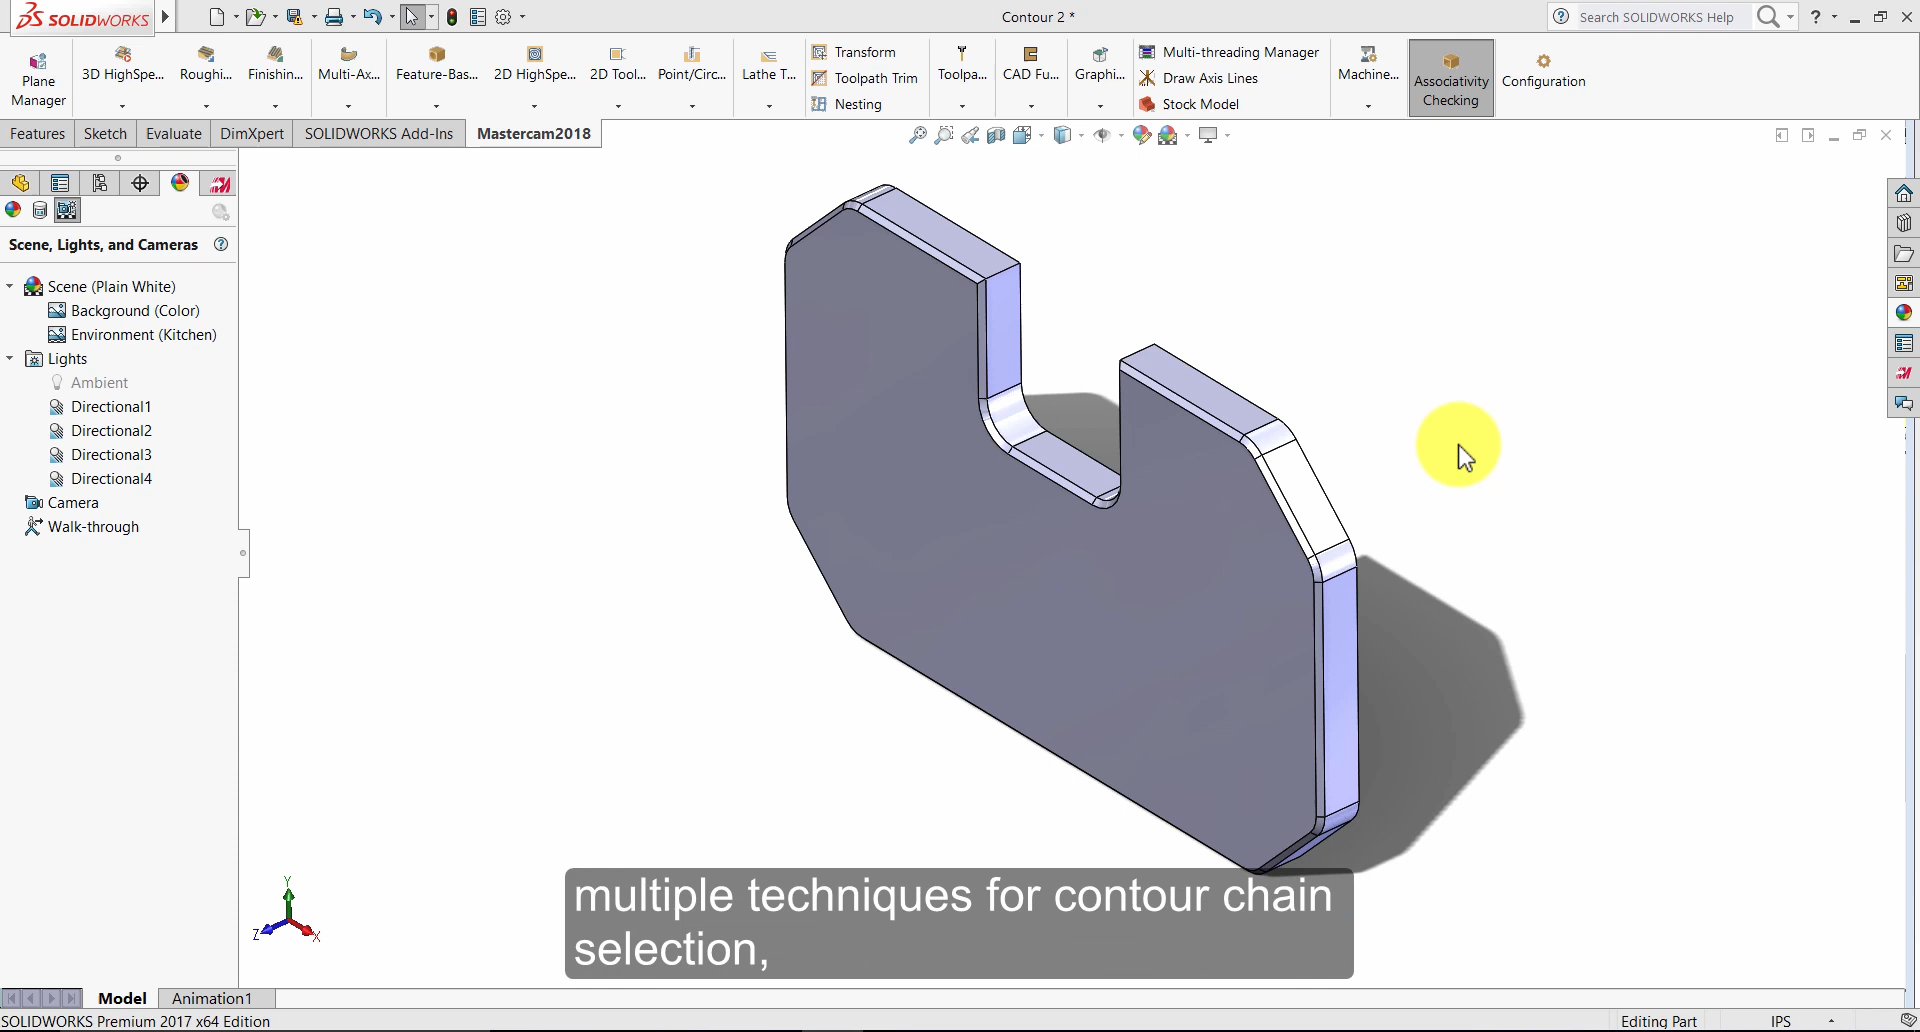 SOLIDWORKS
Contour 2 *
Search SOLIDWORKS Help
Plane
Manager
3D HighSpe...
Roughi...
Finishin...
Multi-Ax...
Feature-Bas...
2D HighSpe...
2D Tool...
Point/Circ...
Lathe T...
Transform
Toolpath Trim
Nesting
Toolpa...
CAD Fu...
Graphi...
Multi-threading Manager
Draw Axis Lines
Stock Model
Machine...
Associativity
Checking
Configuration
Features
Sketch
Evaluate
DimXpert
SOLIDWORKS Add-Ins
Mastercam2018
Scene, Lights, and Cameras
Scene (Plain White)
Background (Color)
Environment (Kitchen)
Lights
Ambient
Directional1
Directional2
Directional3
Directional4
Camera
Walk-through
Y
Z
X
multiple techniques for contour chain
selection,
Model
Animation1
SOLIDWORKS Premium 2017 x64 Edition
Editing Part
IPS